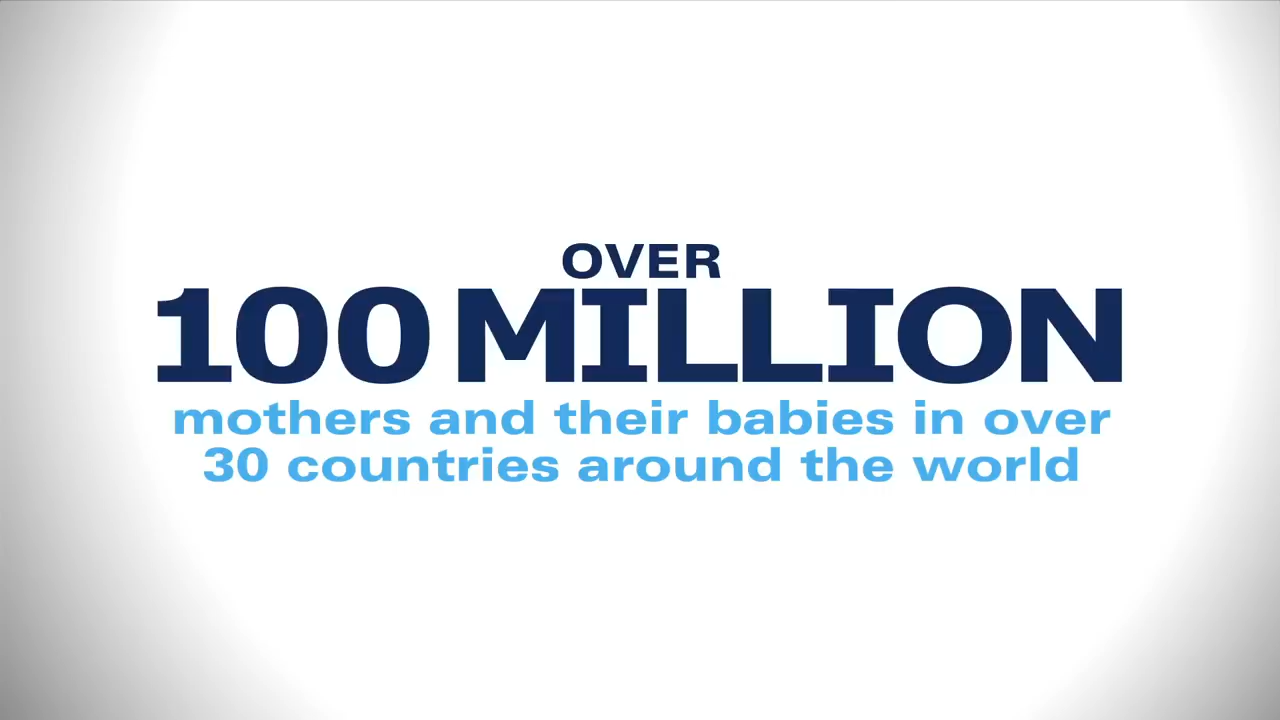 OVER
100 MILLION
mothers and their babies in over
30 countries around the world